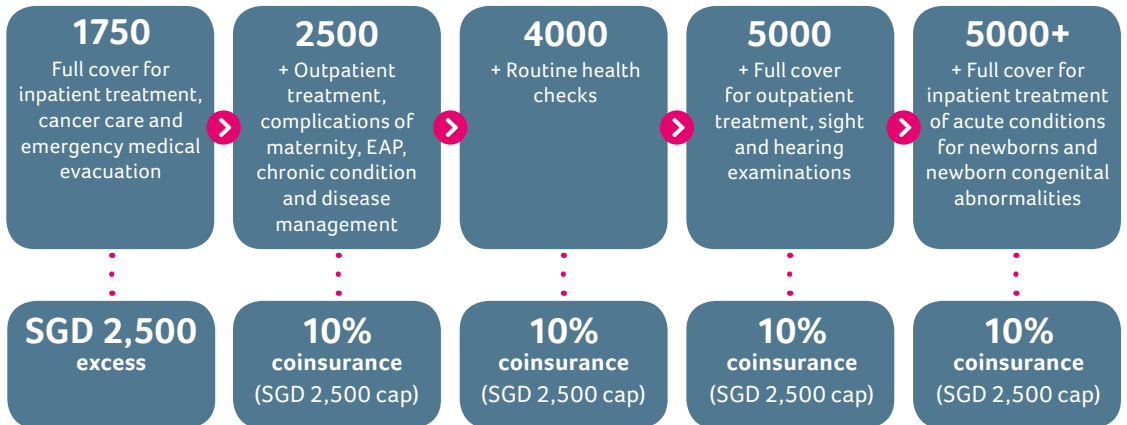 1750
Full cover for
inpatient treatment,
cancer care and
emergency medical
evacuation
2500
+ Outpatient
treatment,
complications of
maternity, EAP,
chronic condition
and disease
management
4000
+ Routine health
checks
5000
+ Full cover
for outpatient
treatment, sight
and hearing
examinations
5000+
+ Full cover for
inpatient treatment
of acute conditions
for newborns and
newborn congenital
abnormalities
SGD 2,500
excess
10%
coinsurance
(SGD 2,500 cap)
10%
coinsurance
(SGD 2,500 cap)
10%
coinsurance
(SGD 2,500 cap)
10%
coinsurance
(SGD 2,500 cap)